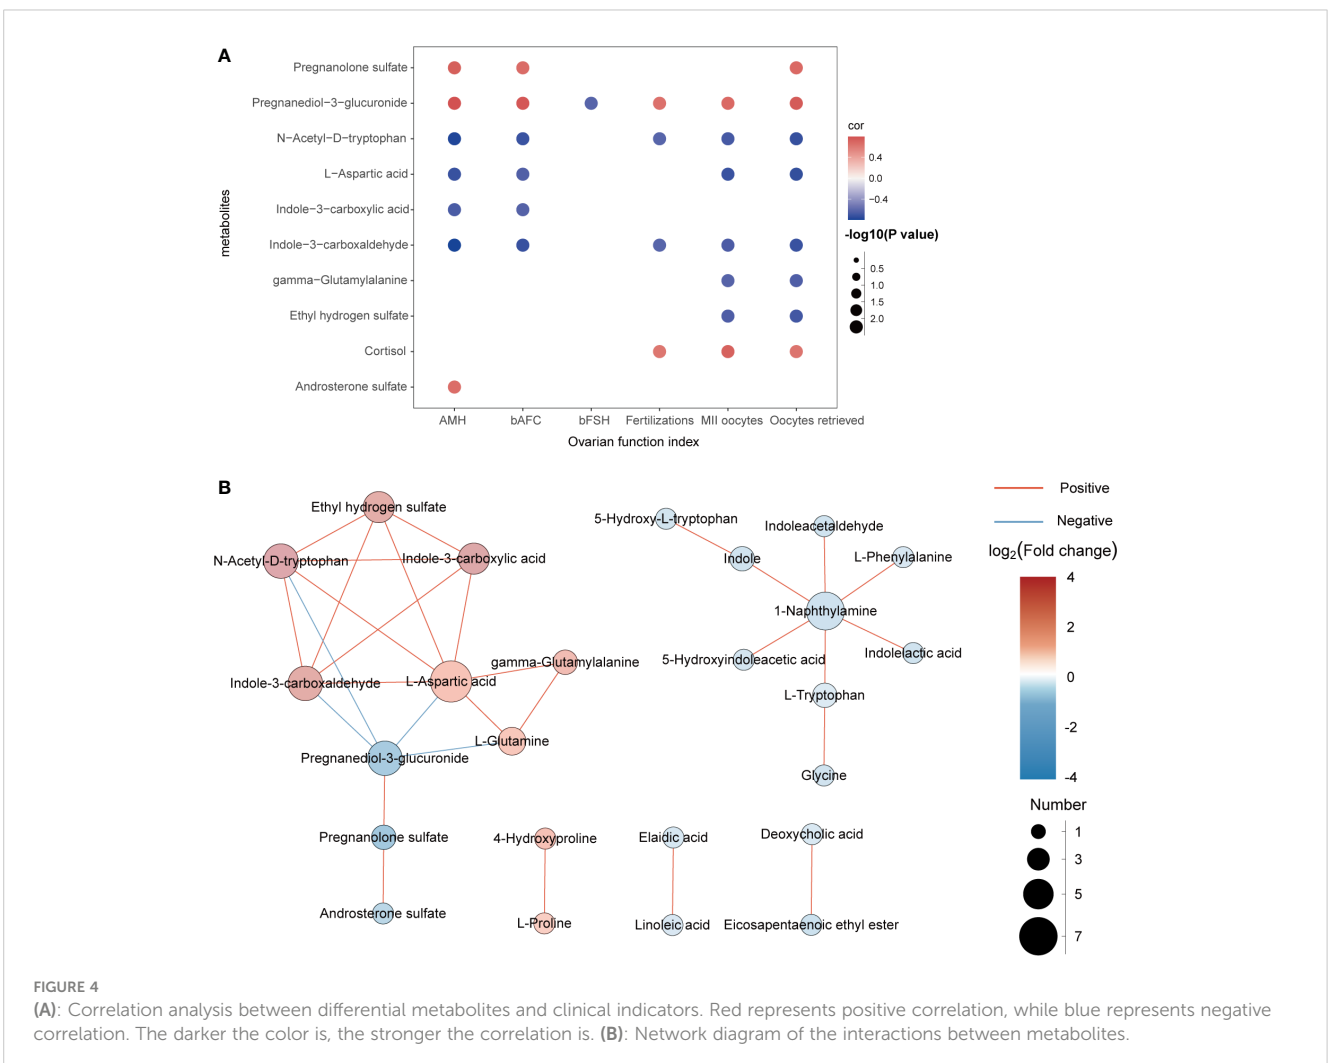 A
Pregnanolone sulfate
Pregnanediol−3−glucuronide
N−Acetyl−D−tryptophan
L−Aspartic acid
Indole−3−carboxylic acid
Indole−3−carboxaldehyde
gamma−Glutamylalanine
Ethyl hydrogen sulfate
Cortisol
Androsterone sulfate
metabolites
AMH bAFC bFSH Fertilizations MII oocytes Oocytes retrieved
Ovarian function index
cor
0.4
0.0
−0.4
-log10(P value)
0.5
1.0
1.5
2.0
B
Ethyl hydrogen sulfate
N-Acetyl-D-tryptophan
Indole-3-carboxylic acid
gamma-Glutamylalanine
Indole-3-carboxaldehyde
L-Aspartic acid
L-Glutamine
Pregnanediol-3-glucuronide
Pregnanolone sulfate
Androsterone sulfate
4-Hydroxyproline
L-Proline
Elaidic acid
Linoleic acid
Deoxycholic acid
Eicosapentaenoic ethyl ester
5-Hydroxy-L-tryptophan
Indoleacetaldehyde
Indole
L-Phenylalanine
1-Naphthylamine
5-Hydroxyindoleacetic acid
Indolelactic acid
L-Tryptophan
Glycine
Positive
Negative
log2(Fold change)
4
2
0
-2
-4
Number
1
3
5
7
FIGURE 4
(A): Correlation analysis between differential metabolites and clinical indicators. Red represents positive correlation, while blue represents negative
correlation. The darker the color is, the stronger the correlation is. (B): Network diagram of the interactions between metabolites.